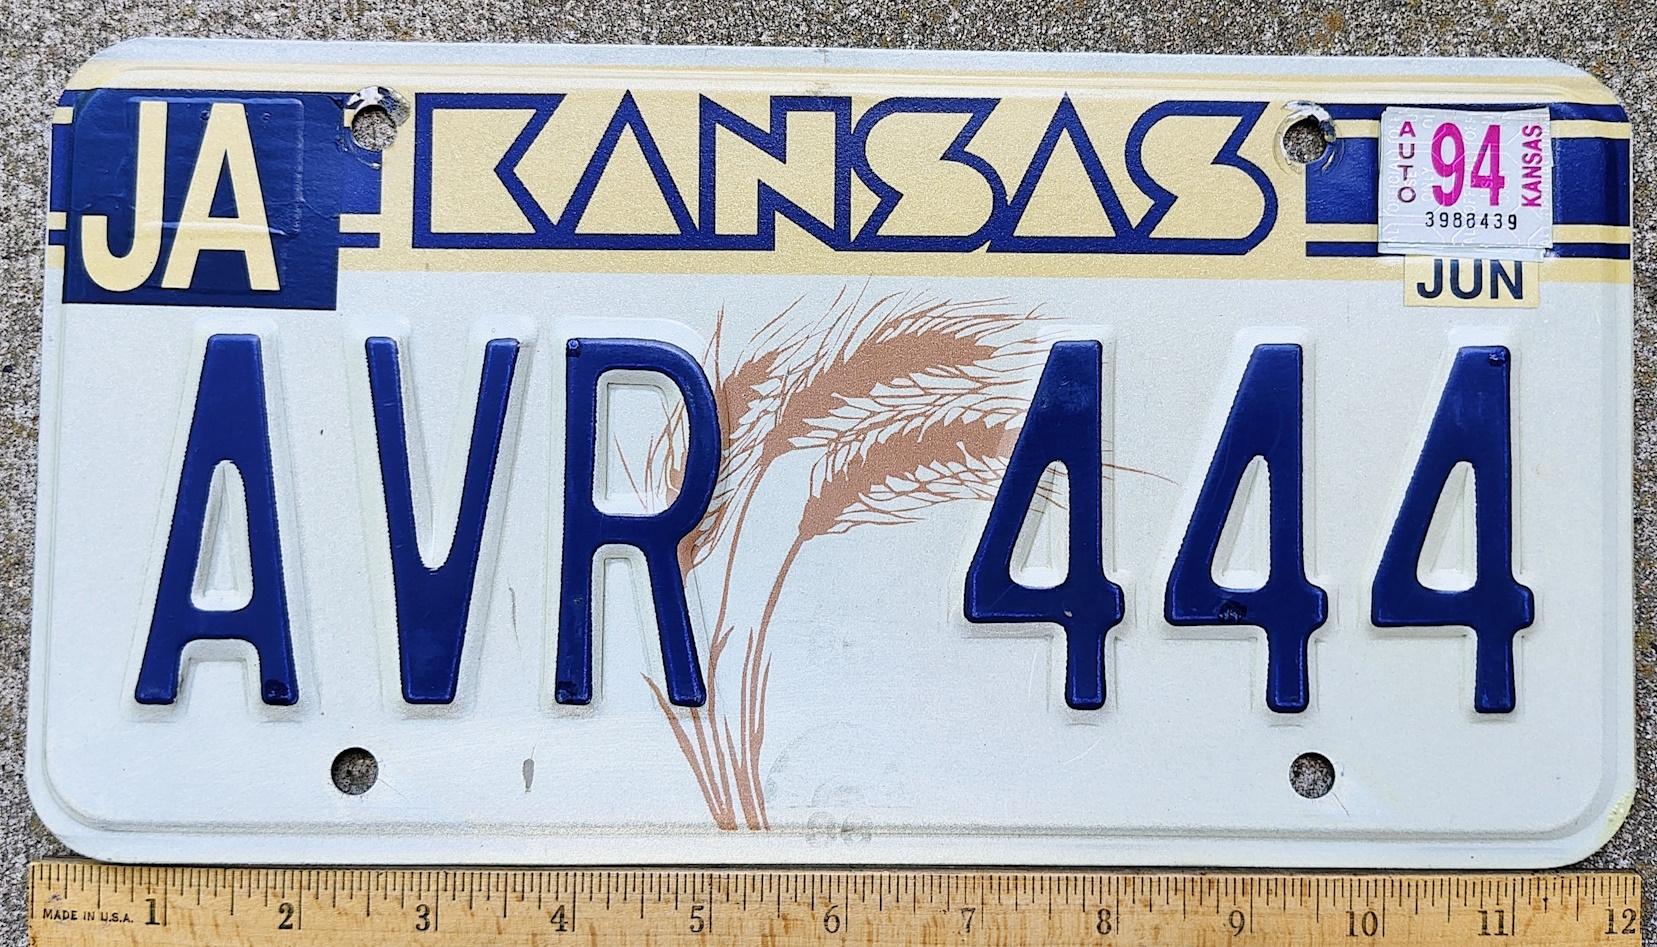 JA
KANSAS
AUTO
94
KANSAS
3988439
JUN
AVR 444
MADE IN U.S.A.
1 2 3 4 5 6 7 8 9 10 11 12